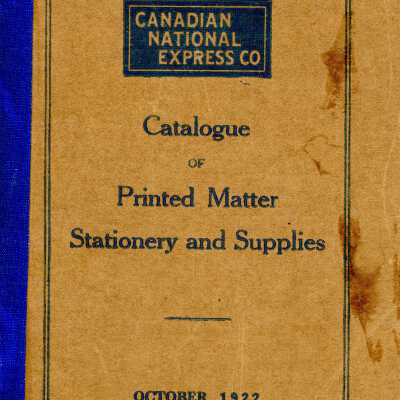 CANADIAN
NATIONAL
EXPRESS CO
Catalogue
OF
Printed Matter
Stationery and Supplies
OCTOBER 1922